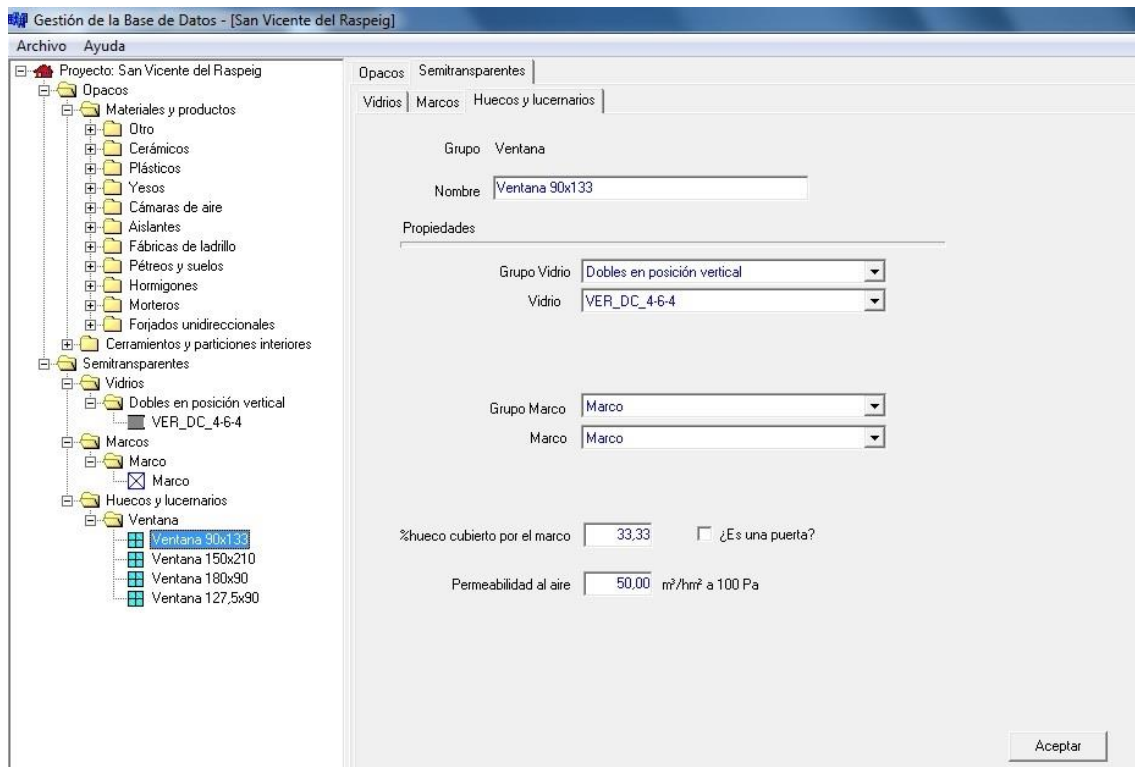 Gestión de la Base de Datos - [San Vicente del Raspeig]
Archivo Ayuda
Proyecto: San Vicente del Raspeig
Opacos
Materiales y productos
Otro
Cerámicos
Plásticos
Yesos
Cámaras de aire
Aislantes
Fábricas de ladrillo
Pétreos y suelos
Hormigones
Morteros
Forjados unidireccionales
Cerramientos y particiones interiores
Semitransparentes
Vidrios
Dobles en posición vertical
VER_DC_4-6-4
Marcos
Marco
Marco
Huecos y lucernarios
Ventana
Ventana 90x133
Ventana 150x210
Ventana 180x90
Ventana 127,5x90
Opacos Semitransparentes
Vidrios Marcos Huecos y lucernarios
Grupo Ventana
Nombre Ventana 90x133
Propiedades
Grupo Vidrio Dobles en posición vertical
Vidrio VER_DC_4-6-4
Grupo Marco Marco
Marco Marco
%hueco cubierto por el marco 33,33 ¿Es una puerta?
Permeabilidad al aire 50,00 m³/hm² a 100 Pa
Aceptar